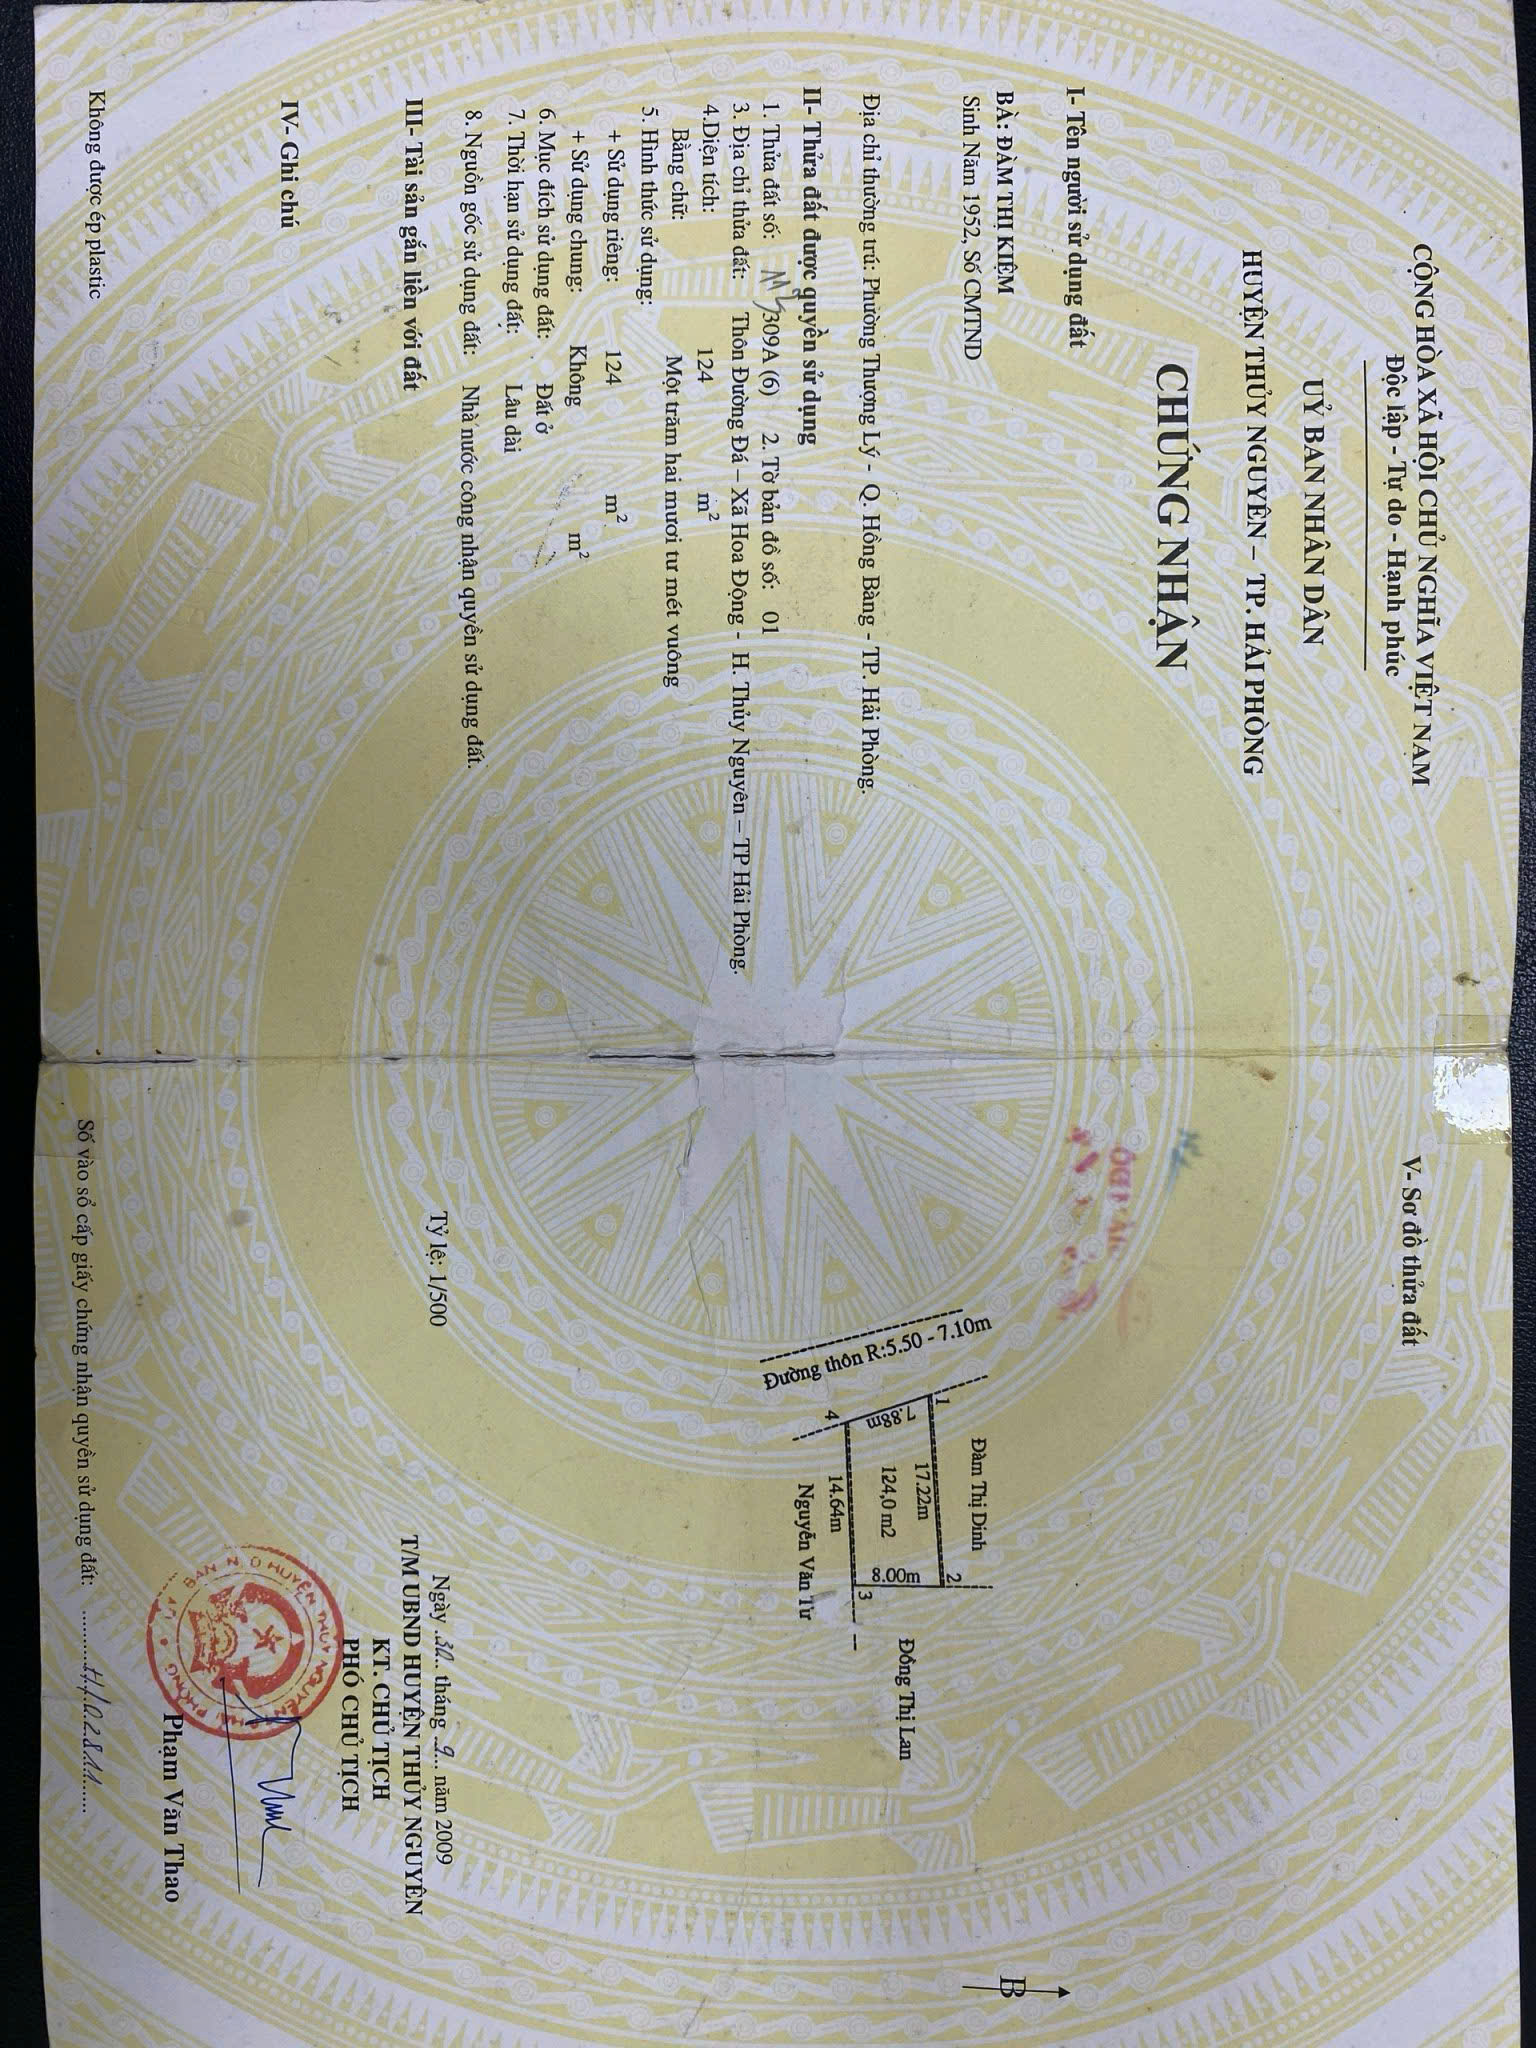 CỘNG HÒA XÃ HỘI CHỦ NGHĨA VIỆT NAM
Độc lập - Tự do - Hạnh phúc
UỶ BAN NHÂN DÂN
HUYỆN THỦY NGUYÊN – TP. HẢI PHÒNG
CHỨNG NHẬN
I- Tên người sử dụng đất
BÀ: ĐÀM THỊ KIỆM
Sinh Năm 1952, Số CMTND
Địa chỉ thường trú: Phường Thượng Lý - Q. Hồng Bàng - TP. Hải Phòng.
II- Thửa đất được quyền sử dụng
1. Thửa đất số: 309A (6) 2. Tờ bản đồ số: 01
3. Địa chỉ thửa đất: Thôn Đường Đá – Xã Hoa Động - H. Thủy Nguyên – TP Hải Phòng.
4.Diện tích: 124 m²
Bằng chữ: Một trăm hai mươi tư mét vuông
5. Hình thức sử dụng:
+ Sử dụng riêng: 124 m²
+ Sử dụng chung: Không m²
6. Mục đích sử dụng đất: Đất ở
7. Thời hạn sử dụng đất: Lâu dài
8. Nguồn gốc sử dụng đất: Nhà nước công nhận quyền sử dụng đất.
III- Tài sản gắn liền với đất
IV- Ghi chú
Không được ép plastic
V- Sơ đồ thửa đất
B
Đàm Thị Dinh
Đồng Thị Lan
Đường thôn R:5.50 - 7.10m
1
2
17.22m
7.88m
124,0 m2
8.00m
14.64m
4
3
Nguyễn Văn Tư
Tỷ lệ: 1/500
Ngày 30 tháng 9 năm 2009
T/M UBND HUYỆN THỦY NGUYÊN
KT. CHỦ TỊCH
PHÓ CHỦ TỊCH
Phạm Văn Thao
Số vào sổ cấp giấy chứng nhận quyền sử dụng đất: H/02811